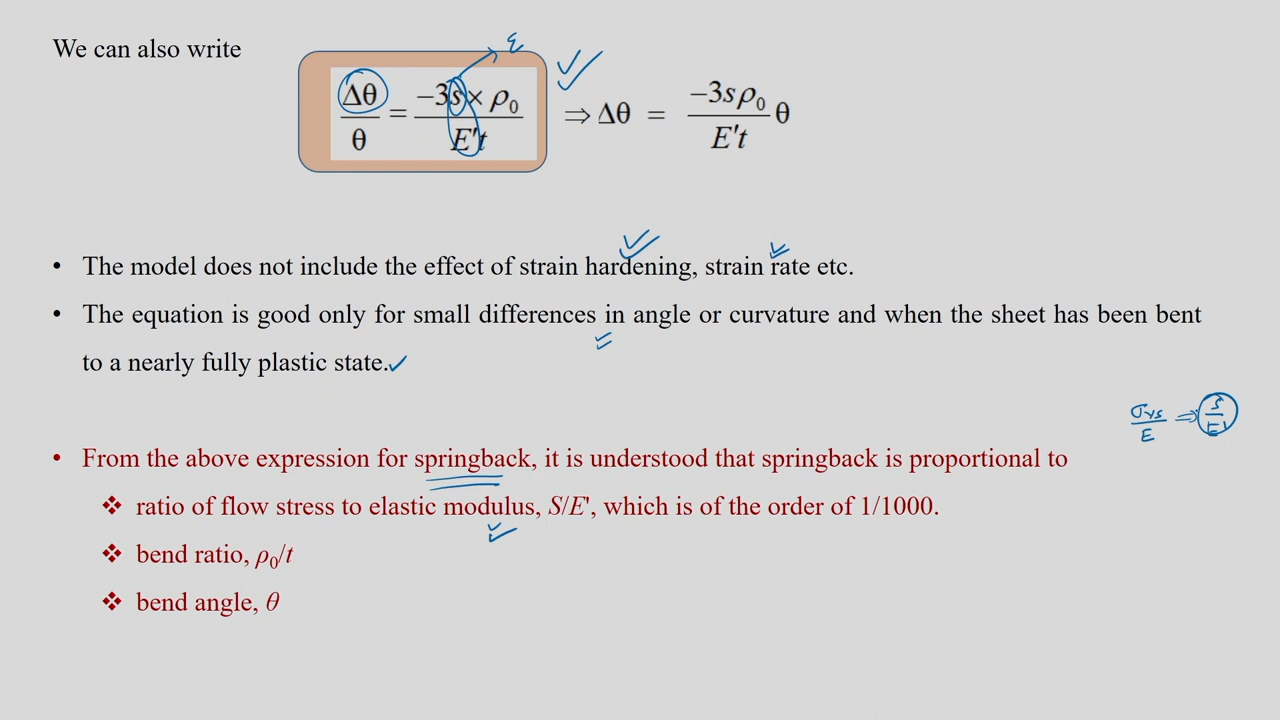 We can also write
Δθ/θ = −3s × ρ₀/E't ⇒ Δθ = −3sρ₀/E't θ
• The model does not include the effect of strain hardening, strain rate etc.
• The equation is good only for small differences in angle or curvature and when the sheet has been bent
to a nearly fully plastic state.
σys/E ⇒ S/E'
• From the above expression for springback, it is understood that springback is proportional to
❖ ratio of flow stress to elastic modulus, S/E', which is of the order of 1/1000.
❖ bend ratio, ρ₀/t
❖ bend angle, θ